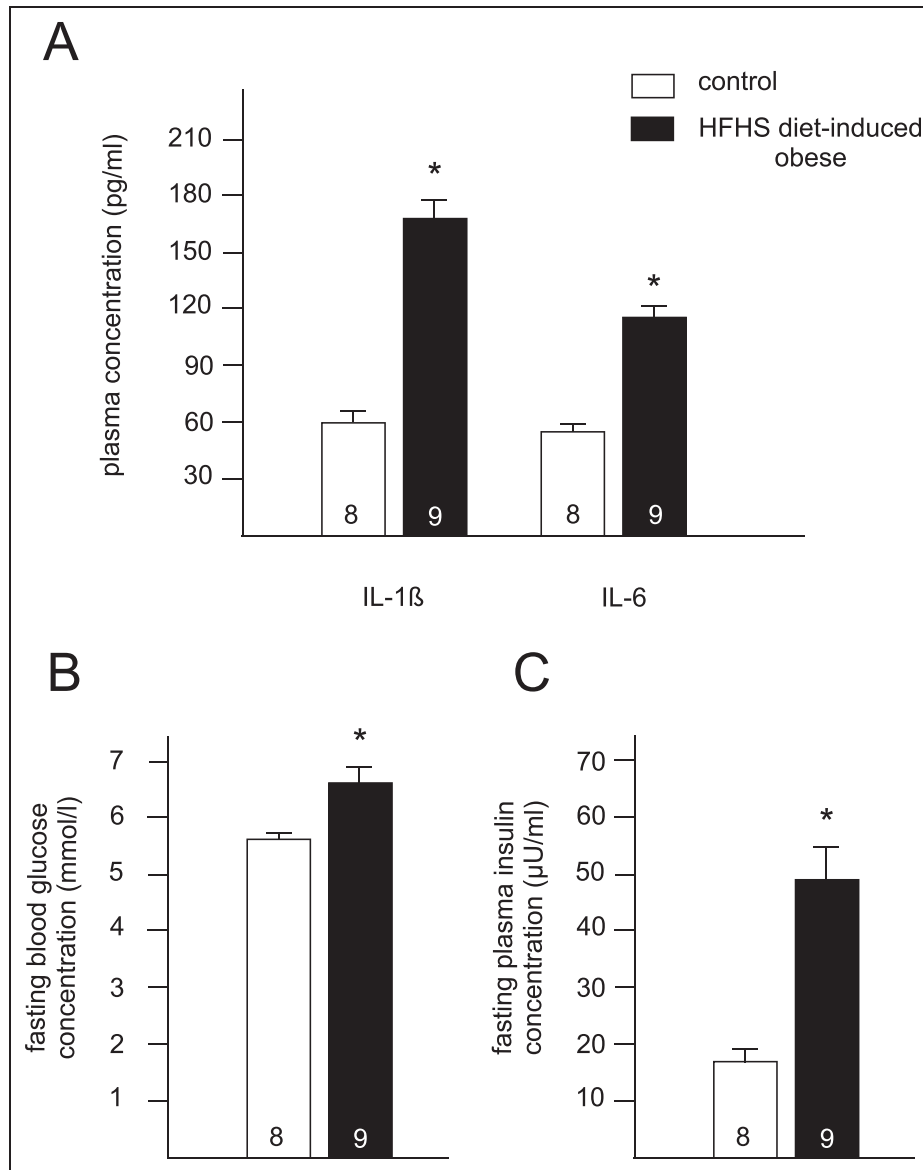 A
control
HFHS diet-induced
obese
plasma concentration (pg/ml)
210
180
150
120
90
60
30
*
*
8
9
8
9
IL-1ß
IL-6
B
fasting blood glucose
concentration (mmol/l)
7
6
5
4
3
2
1
*
8
9
C
fasting plasma insulin
concentration (µU/ml)
70
60
50
40
30
20
10
*
8
9